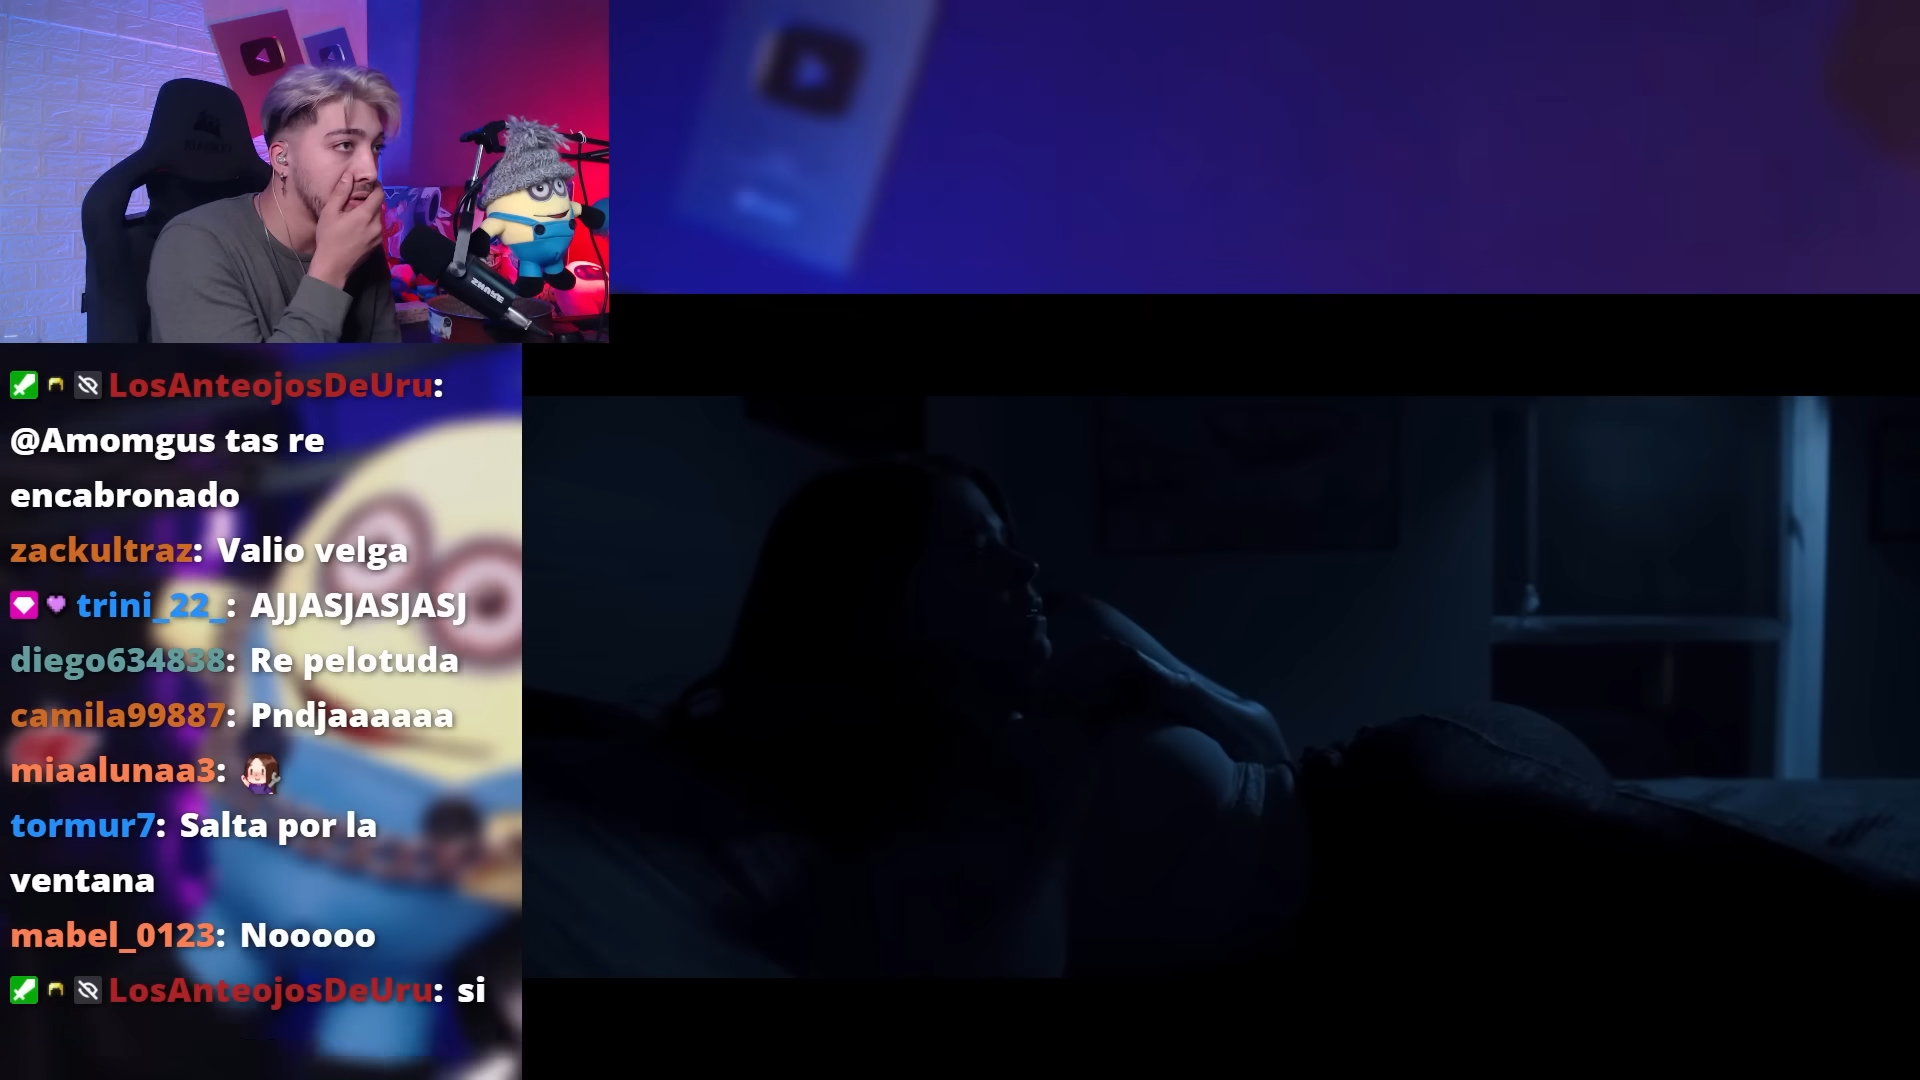 SHURE
LosAnteojosDeUru:
@Amomgus tas re
encabronado
zackultraz: Valio velga
trini_22_: AJJASJASJASJ
diego634838: Re pelotuda
camila99887: Pndjaaaaaa
miaalunaa3:
tormur7: Salta por la
ventana
mabel_0123: Nooooo
LosAnteojosDeUru: si